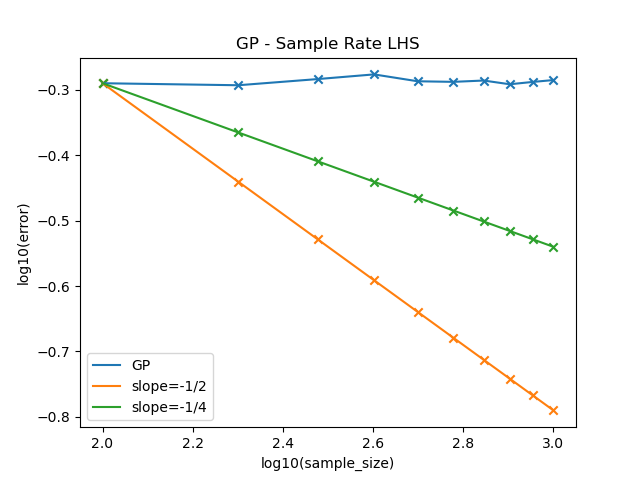 GP - Sample Rate LHS
log10(error)
−0.3
−0.4
−0.5
−0.6
−0.7
−0.8
GP
slope=-1/2
slope=-1/4
2.0 2.2 2.4 2.6 2.8 3.0
log10(sample_size)